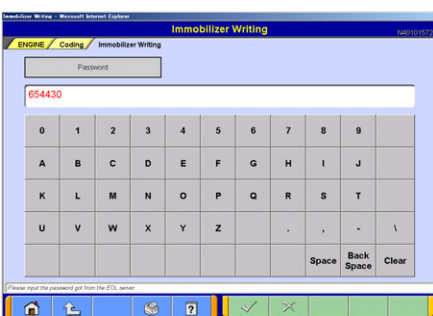 Immobilizer Writing - Microsoft Internet Explorer
Immobilizer Writing
N40101572
ENGINE Coding Immobilizer Writing
Password
654430
0 1 2 3 4 5 6 7 8 9
A B C D E F G H I J
K L M N O P Q R S T
U V W X Y Z . , - \
Space Back Space Clear
Please input the password got from the EOL server.
?